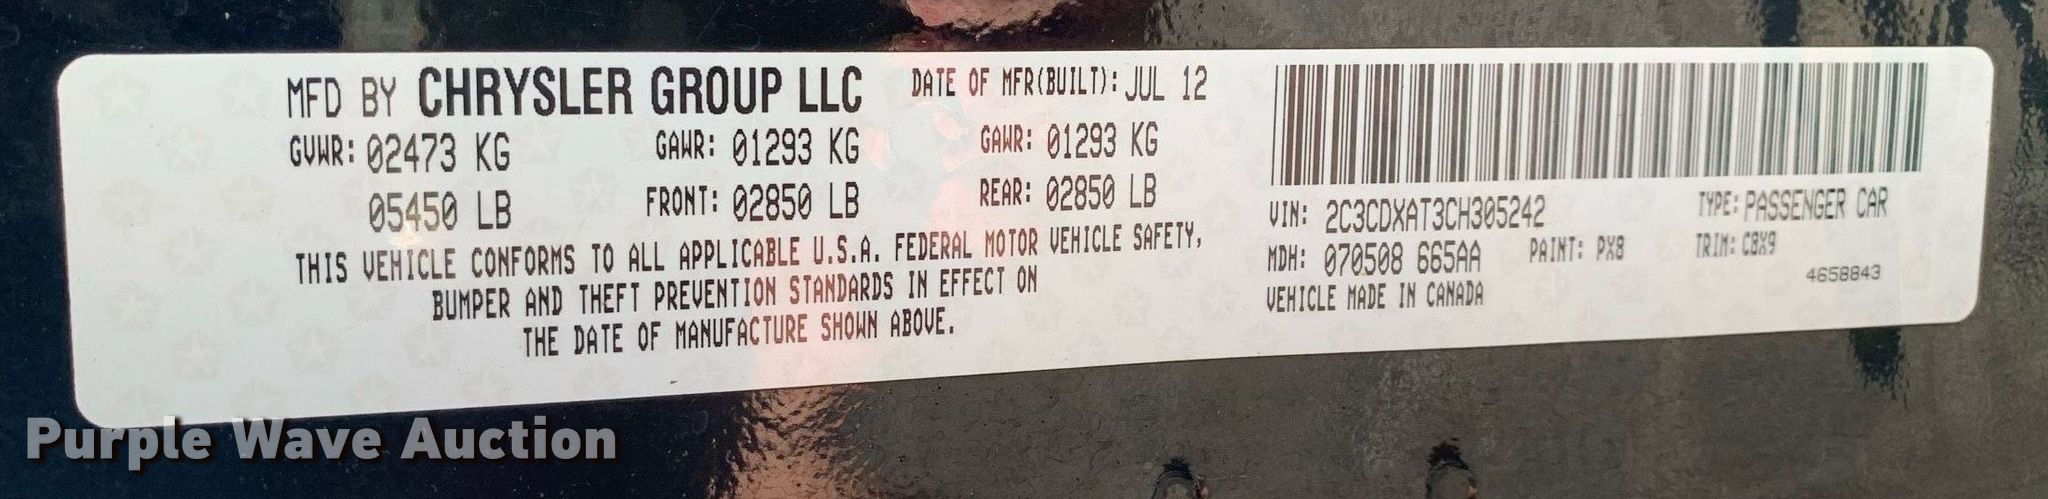 MFD BY CHRYSLER GROUP LLC DATE OF MFR(BUILT): JUL 12
GVWR: 02473 KG GAWR: 01293 KG GAWR: 01293 KG
05450 LB FRONT: 02850 LB REAR: 02850 LB
THIS VEHICLE CONFORMS TO ALL APPLICABLE U.S.A. FEDERAL MOTOR VEHICLE SAFETY,
BUMPER AND THEFT PREVENTION STANDARDS IN EFFECT ON
THE DATE OF MANUFACTURE SHOWN ABOVE.
VIN: 2C3CDXAT3CH305242 TYPE: PASSENGER CAR
MDH: 070508 665AA PAINT: PX8 TRIM: C8X9
4658843
VEHICLE MADE IN CANADA
Purple Wave Auction